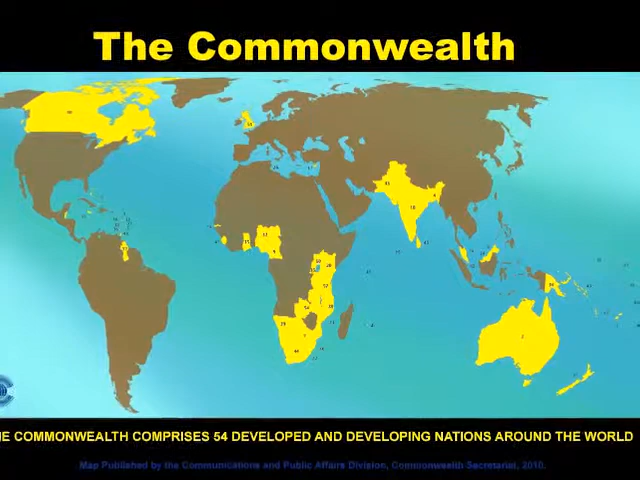 The Commonwealth
E COMMONWEALTH COMPRISES 54 DEVELOPED AND DEVELOPING NATIONS AROUND THE WORLD
Map Published by the Communications and Public Affairs Division, Commonwealth Secretariat, 2010.